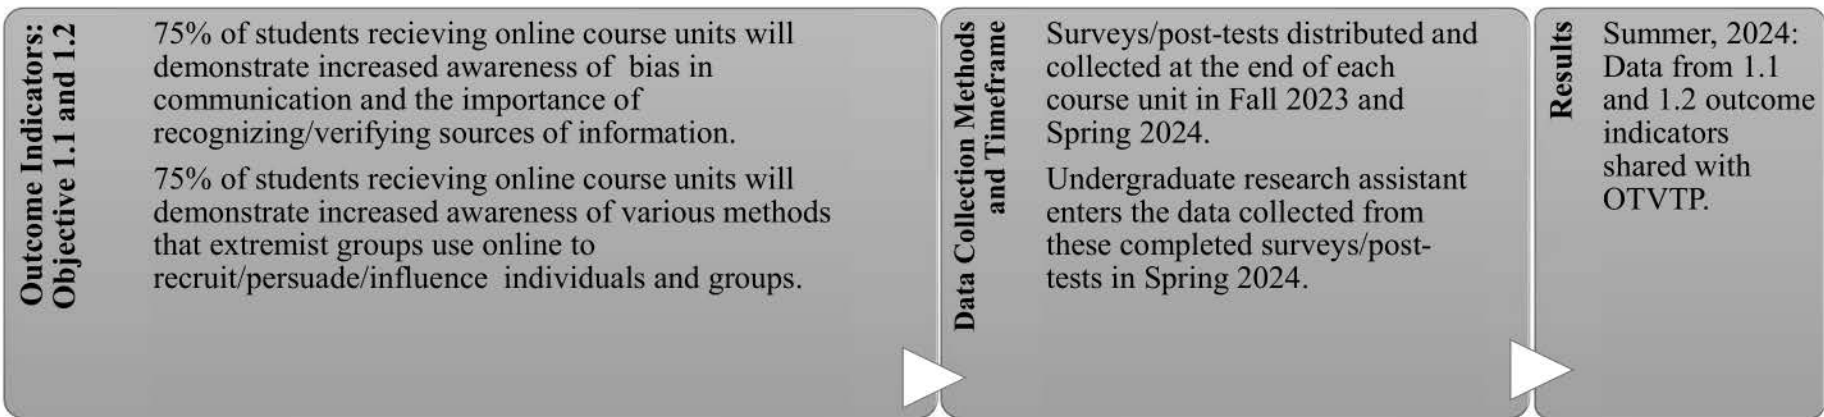 Outcome Indicators:
Objective 1.1 and 1.2
75% of students recieving online course units will
demonstrate increased awareness of  bias in
communication and the importance of
recognizing/verifying sources of information.
75% of students recieving online course units will
demonstrate increased awareness of various methods
that extremist groups use online to
recruit/persuade/influence  individuals and groups.
Data Collection Methods
and Timeframe
Surveys/post-tests distributed and
collected at the end of each
course unit in Fall 2023 and
Spring 2024.
Undergraduate research assistant
enters the data collected from
these completed surveys/post-
tests in Spring 2024.
Results
Summer, 2024:
Data from 1.1
and 1.2 outcome
indicators
shared with
OTVTP.